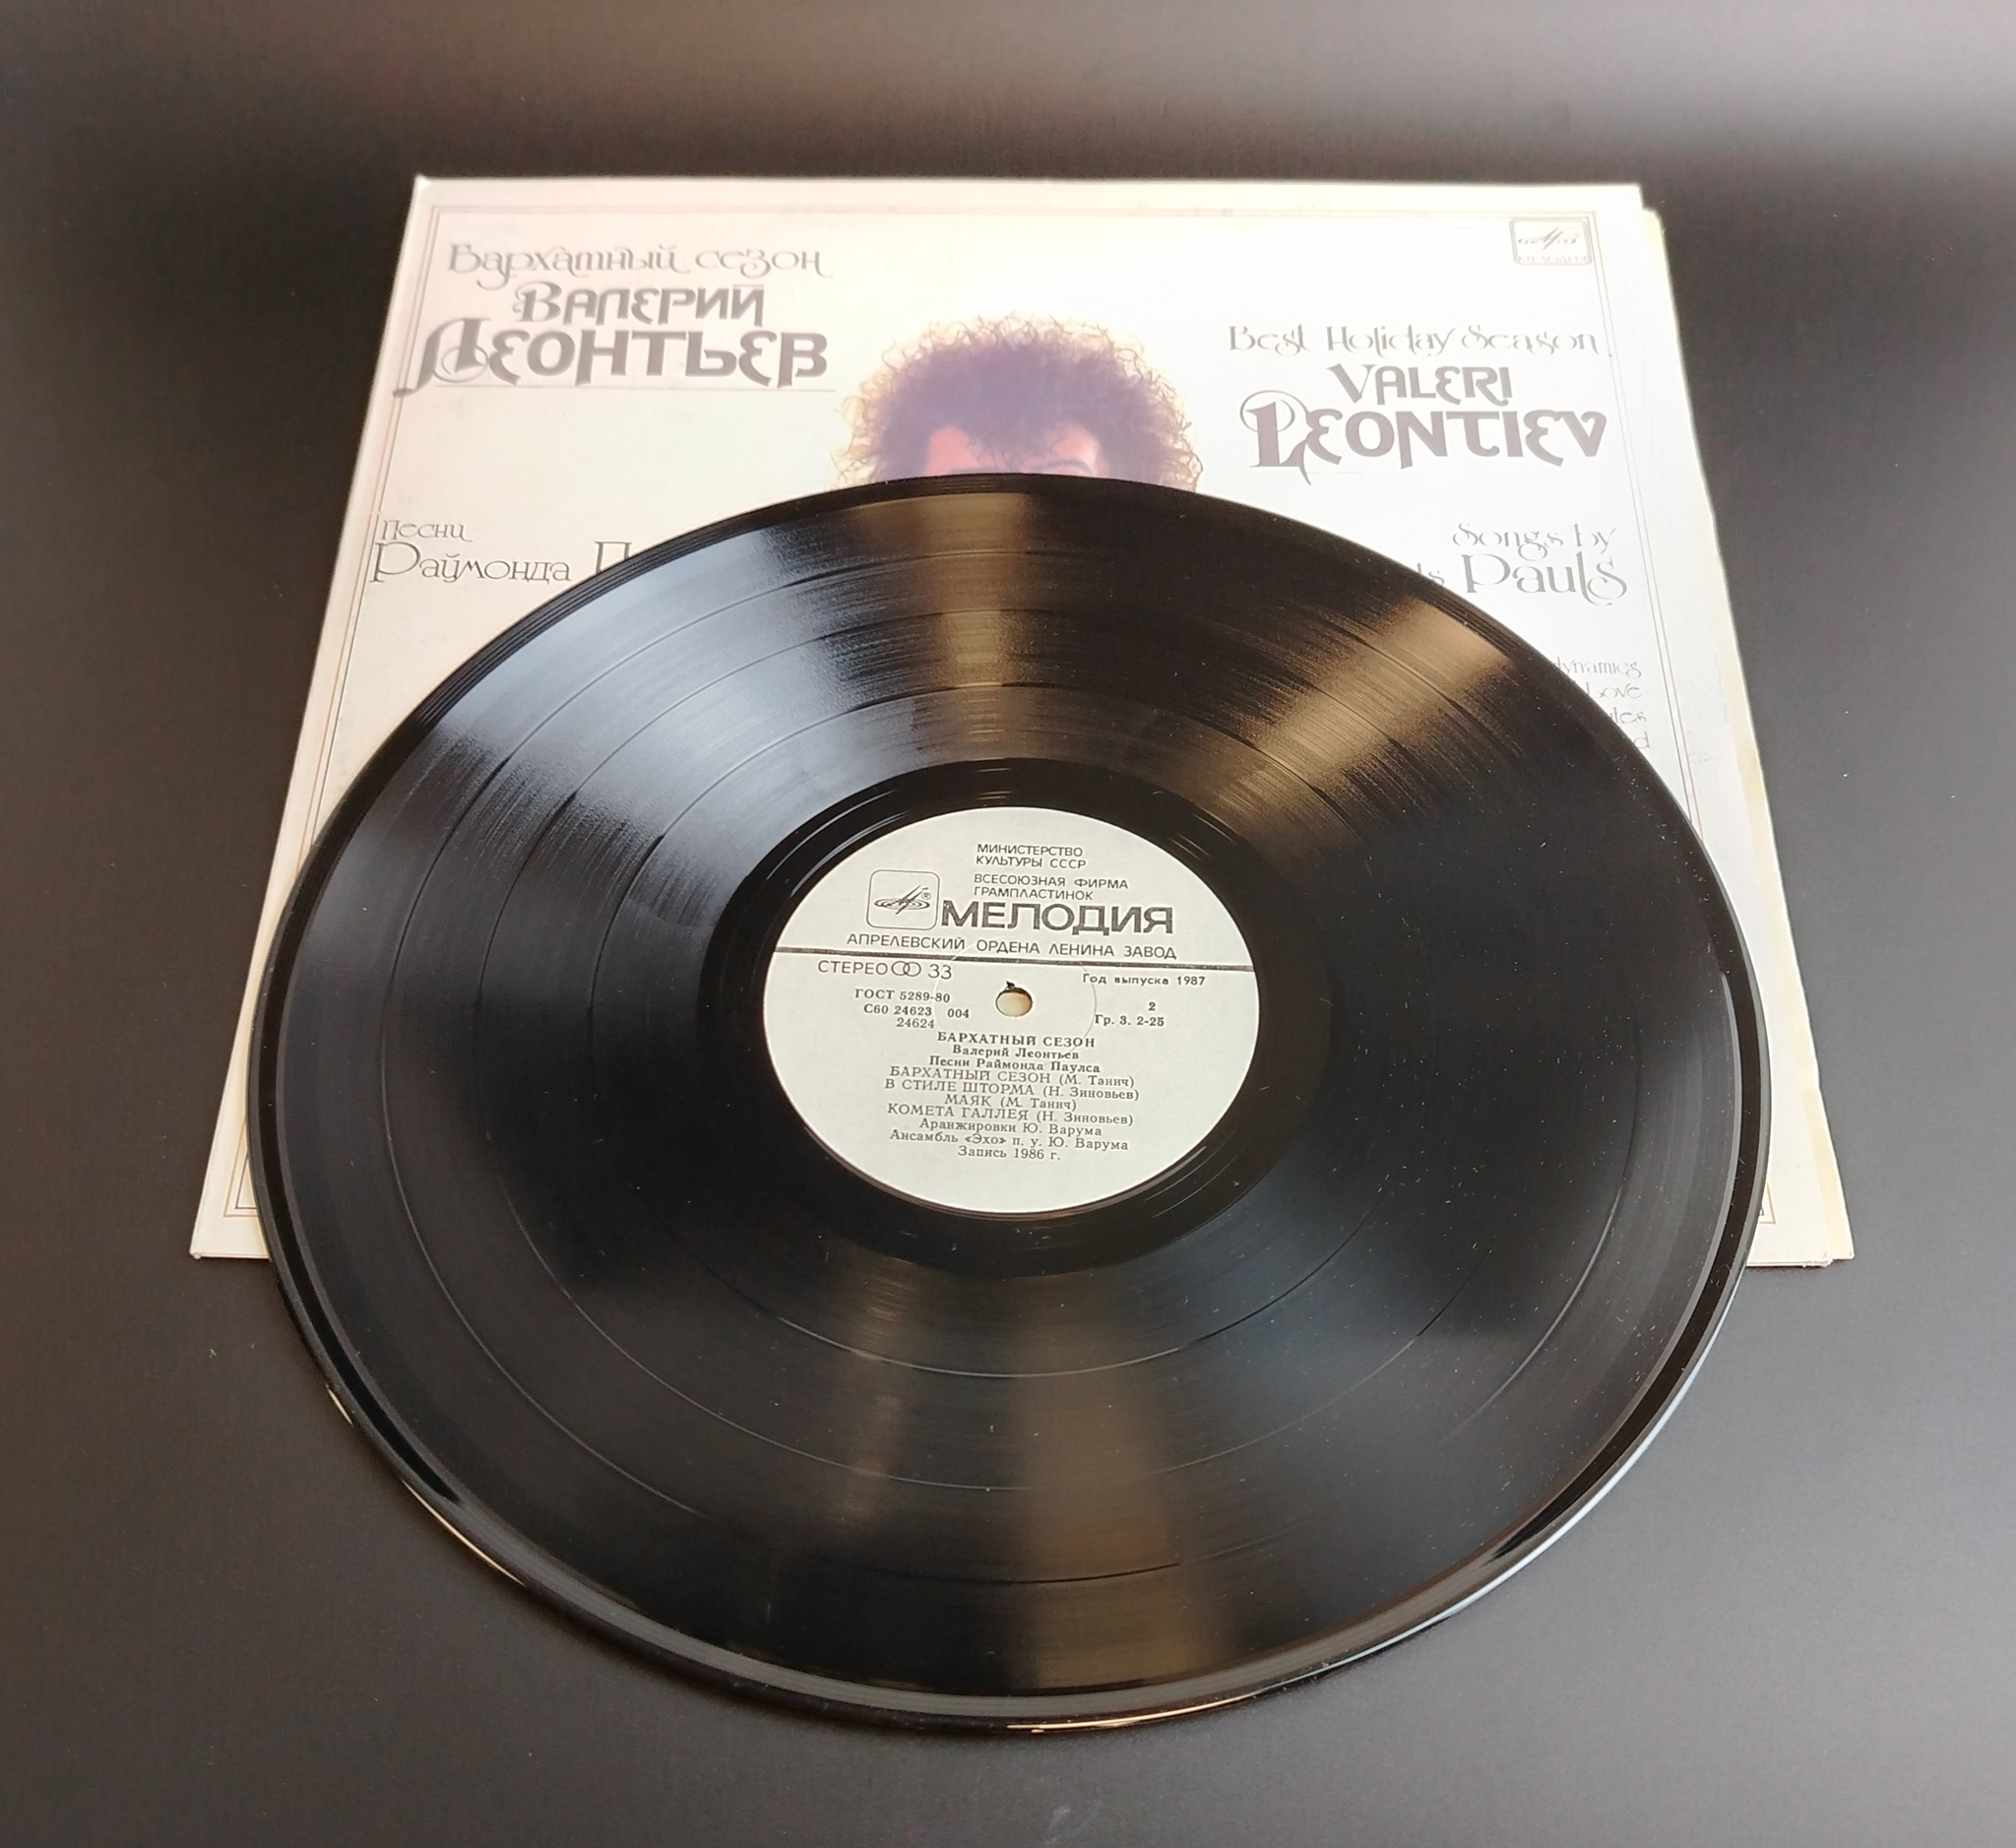 Бархатный сезон
ВАЛЕРИЙ
ЛЕОНТЬЕВ
МЕЛОДИЯ
Best Holiday Season
VALERI
LEONTIEV
Песни
Раймонда
Songs by
Pauls
dynamics
Love
МИНИСТЕРСТВО
КУЛЬТУРЫ СССР
ВСЕСОЮЗНАЯ ФИРМА
ГРАМПЛАСТИНОК
МЕЛОДИЯ
АПРЕЛЕВСКИЙ ОРДЕНА ЛЕНИНА ЗАВОД
СТЕРЕО 33
Год выпуска 1987
ГОСТ 5289-80
С60 24623 004
24624
2
Гр. 3. 2-25
БАРХАТНЫЙ СЕЗОН
Валерий Леонтьев
Песни Раймонда Паулса
БАРХАТНЫЙ СЕЗОН (М. Танич)
В СТИЛЕ ШТОРМА (Н. Зиновьев)
МАЯК (М. Танич)
КОМЕТА ГАЛЛЕЯ (Н. Зиновьев)
Аранжировки Ю. Варума
Ансамбль «Эхо» п. у. Ю. Варума
Запись 1986 г.